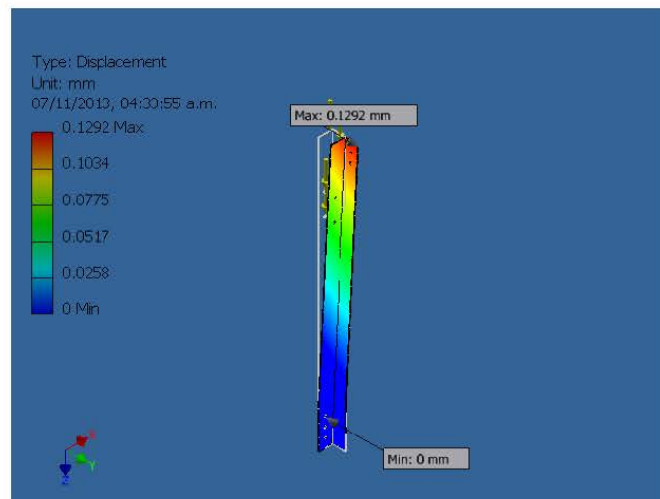 Type: Displacement
Unit: mm
07/11/2013, 04:33:55 a.m.
0.1292 Max
0.1034
0.0775
0.0517
0.0258
0 Min
Max: 0.1292 mm
Min: 0 mm
X
Y
Z